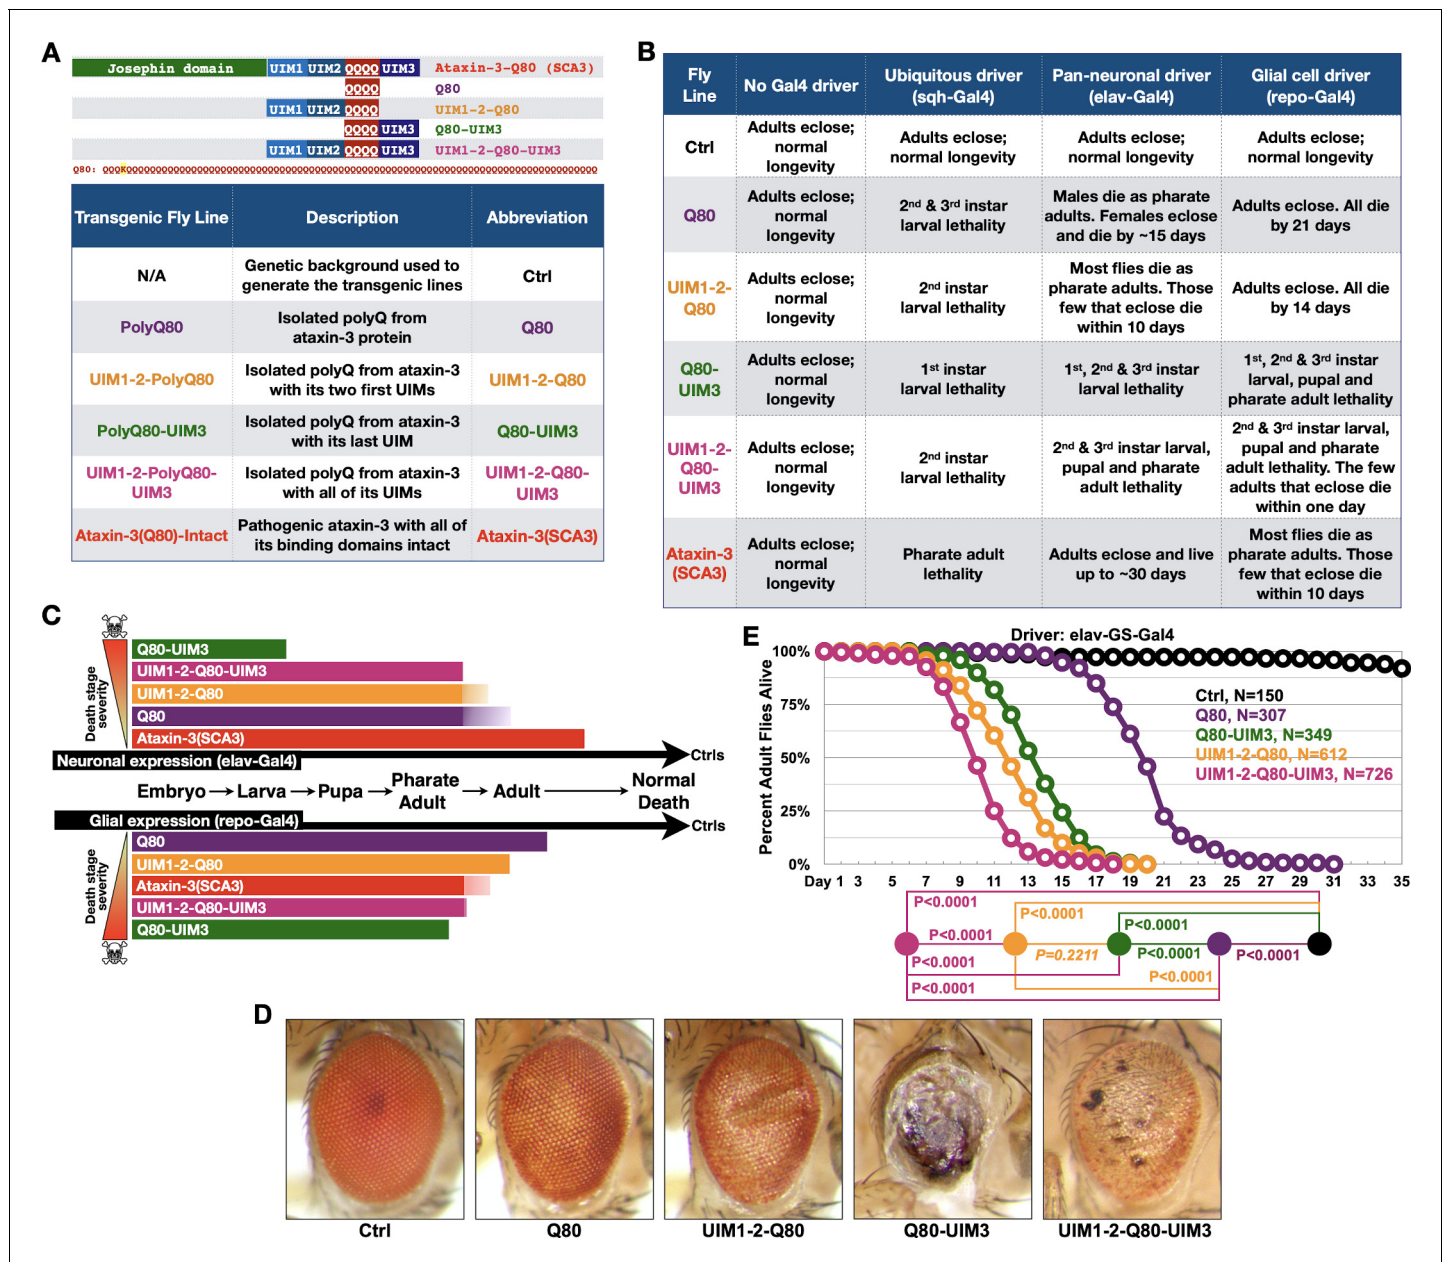 A
Josephin domain UIM1 UIM2 QQQQ UIM3 Ataxin-3-Q80 (SCA3)
QQQQ Q80
UIM1 UIM2 QQQQ UIM1-2-Q80
QQQQ UIM3 Q80-UIM3
UIM1 UIM2 QQQQ UIM3 UIM1-2-Q80-UIM3
Transgenic Fly Line Description Abbreviation
N/A Genetic background used to generate the transgenic lines Ctrl
PolyQ80 Isolated polyQ from ataxin-3 protein Q80
UIM1-2-PolyQ80 Isolated polyQ from ataxin-3 with its two first UIMs UIM1-2-Q80
PolyQ80-UIM3 Isolated polyQ from ataxin-3 with its last UIM Q80-UIM3
UIM1-2-PolyQ80-UIM3 Isolated polyQ from ataxin-3 with all of its UIMs UIM1-2-Q80-UIM3
Ataxin-3(Q80)-Intact Pathogenic ataxin-3 with all of its binding domains intact Ataxin-3(SCA3)
B
Fly Line No Gal4 driver Ubiquitous driver (sqh-Gal4) Pan-neuronal driver (elav-Gal4) Glial cell driver (repo-Gal4)
Ctrl Adults eclose; normal longevity Adults eclose; normal longevity Adults eclose; normal longevity Adults eclose; normal longevity
Q80 Adults eclose; normal longevity 2nd & 3rd instar larval lethality Males die as pharate adults. Females eclose and die by ~15 days Adults eclose. All die by 21 days
UIM1-2-Q80 Adults eclose; normal longevity 2nd instar larval lethality Most flies die as pharate adults. Those few that eclose die within 10 days Adults eclose. All die by 14 days
Q80-UIM3 Adults eclose; normal longevity 1st instar larval lethality 1st, 2nd & 3rd instar larval lethality 1st, 2nd & 3rd instar larval, pupal and pharate adult lethality
UIM1-2-Q80-UIM3 Adults eclose; normal longevity 2nd instar larval lethality 2nd & 3rd instar larval, pupal and pharate adult lethality 2nd & 3rd instar larval, pupal and pharate adult lethality. The few adults that eclose die within one day
Ataxin-3 (SCA3) Adults eclose; normal longevity Pharate adult lethality Adults eclose and live up to ~30 days Most flies die as pharate adults. Those few that eclose die within 10 days
C
Death stage severity
Q80-UIM3
UIM1-2-Q80-UIM3
UIM1-2-Q80
Q80
Ataxin-3(SCA3)
Neuronal expression (elav-Gal4) Ctrls
Embryo Larva Pupa Pharate Adult Adult Normal Death
Glial expression (repo-Gal4) Ctrls
Death stage severity
Q80
UIM1-2-Q80
Ataxin-3(SCA3)
UIM1-2-Q80-UIM3
Q80-UIM3
E
Driver: elav-GS-Gal4
Percent Adult Flies Alive
100%
75%
50%
25%
0%
Ctrl, N=150
Q80, N=307
Q80-UIM3, N=349
UIM1-2-Q80, N=612
UIM1-2-Q80-UIM3, N=726
Day 1 3 5 7 9 11 13 15 17 19 21 23 25 27 29 31 33 35
P<0.0001
P<0.0001
P<0.0001
P<0.0001
P=0.2211
P<0.0001
P<0.0001
P<0.0001
P<0.0001
P<0.0001
D
Ctrl Q80 UIM1-2-Q80 Q80-UIM3 UIM1-2-Q80-UIM3